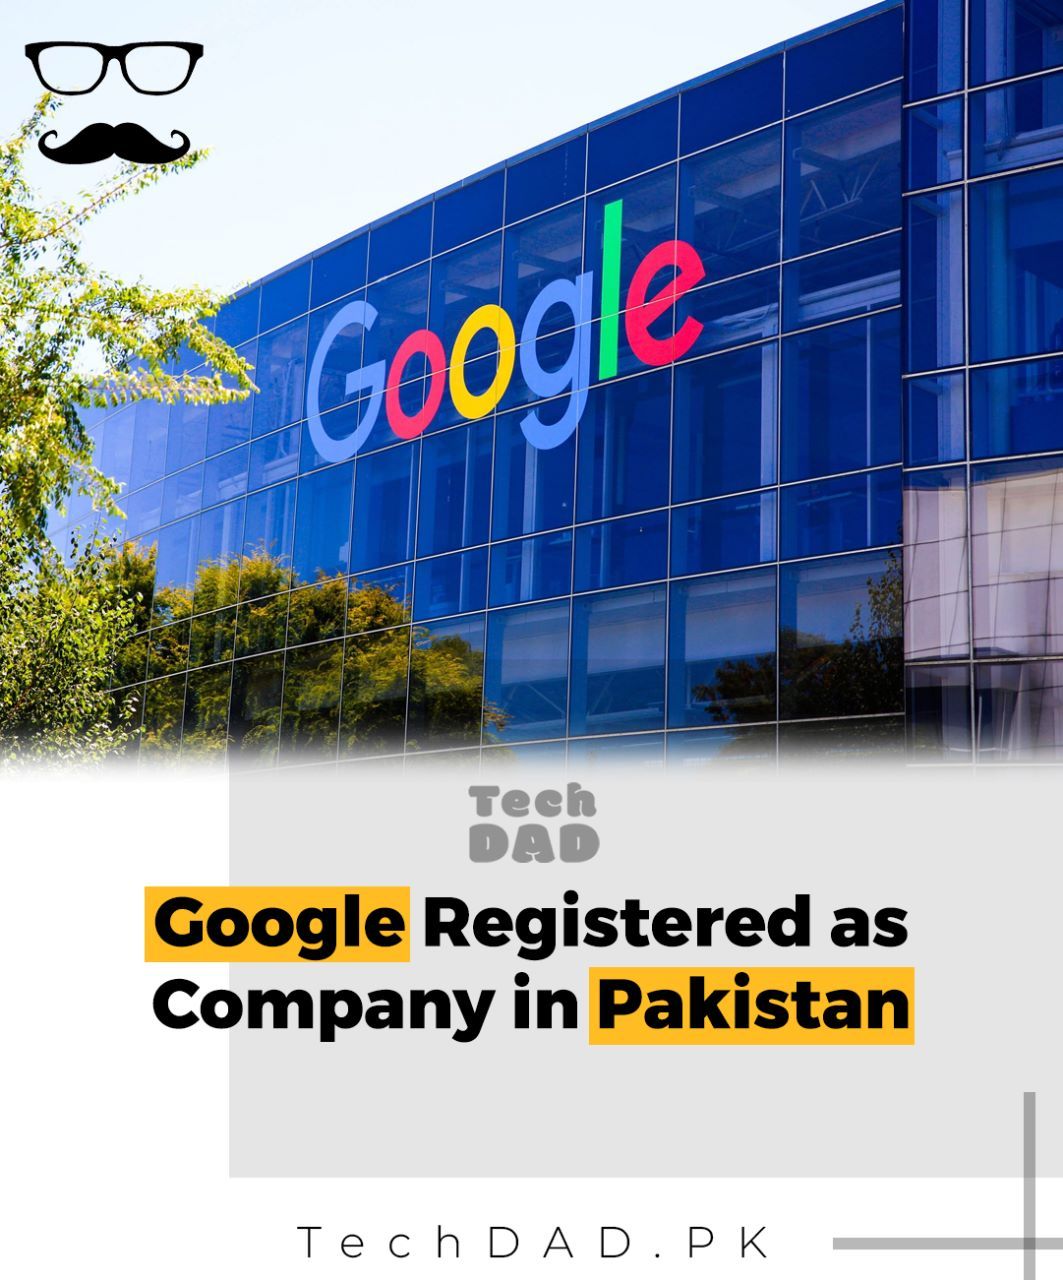 Google
Tech
DAD
Google Registered as
Company in Pakistan
TechDAD.PK